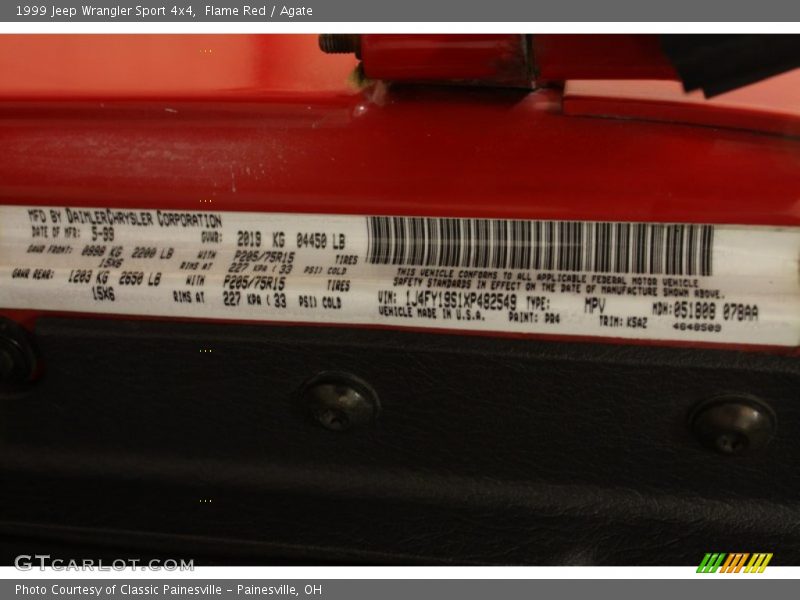 1999 Jeep Wrangler Sport 4x4,  Flame Red / Agate
MFD BY DAIMLERCHRYSLER CORPORATION
DATE OF MFR: 5-99 GVWR: 2019 KG 04450 LB
GAWR FRONT: 0998 KG 2200 LB WITH P205/75R15 TIRES
15X6 RIMS AT 227 KPA ( 33 PSI) COLD
GAWR REAR: 1203 KG 2650 LB WITH P205/75R15 TIRES
15X6 RIMS AT 227 KPA ( 33 PSI) COLD
THIS VEHICLE CONFORMS TO ALL APPLICABLE FEDERAL MOTOR VEHICLE
SAFETY STANDARDS IN EFFECT ON THE DATE OF MANUFACTURE SHOWN ABOVE.
VIN: 1J4FY19S1XP482549 TYPE: MPV MDH: 051808 078AA
VEHICLE MADE IN U.S.A. PAINT: PR4 TRIM: K5AZ 4648509
GTCARLOT.COM
Photo Courtesy of Classic Painesville – Painesville, OH